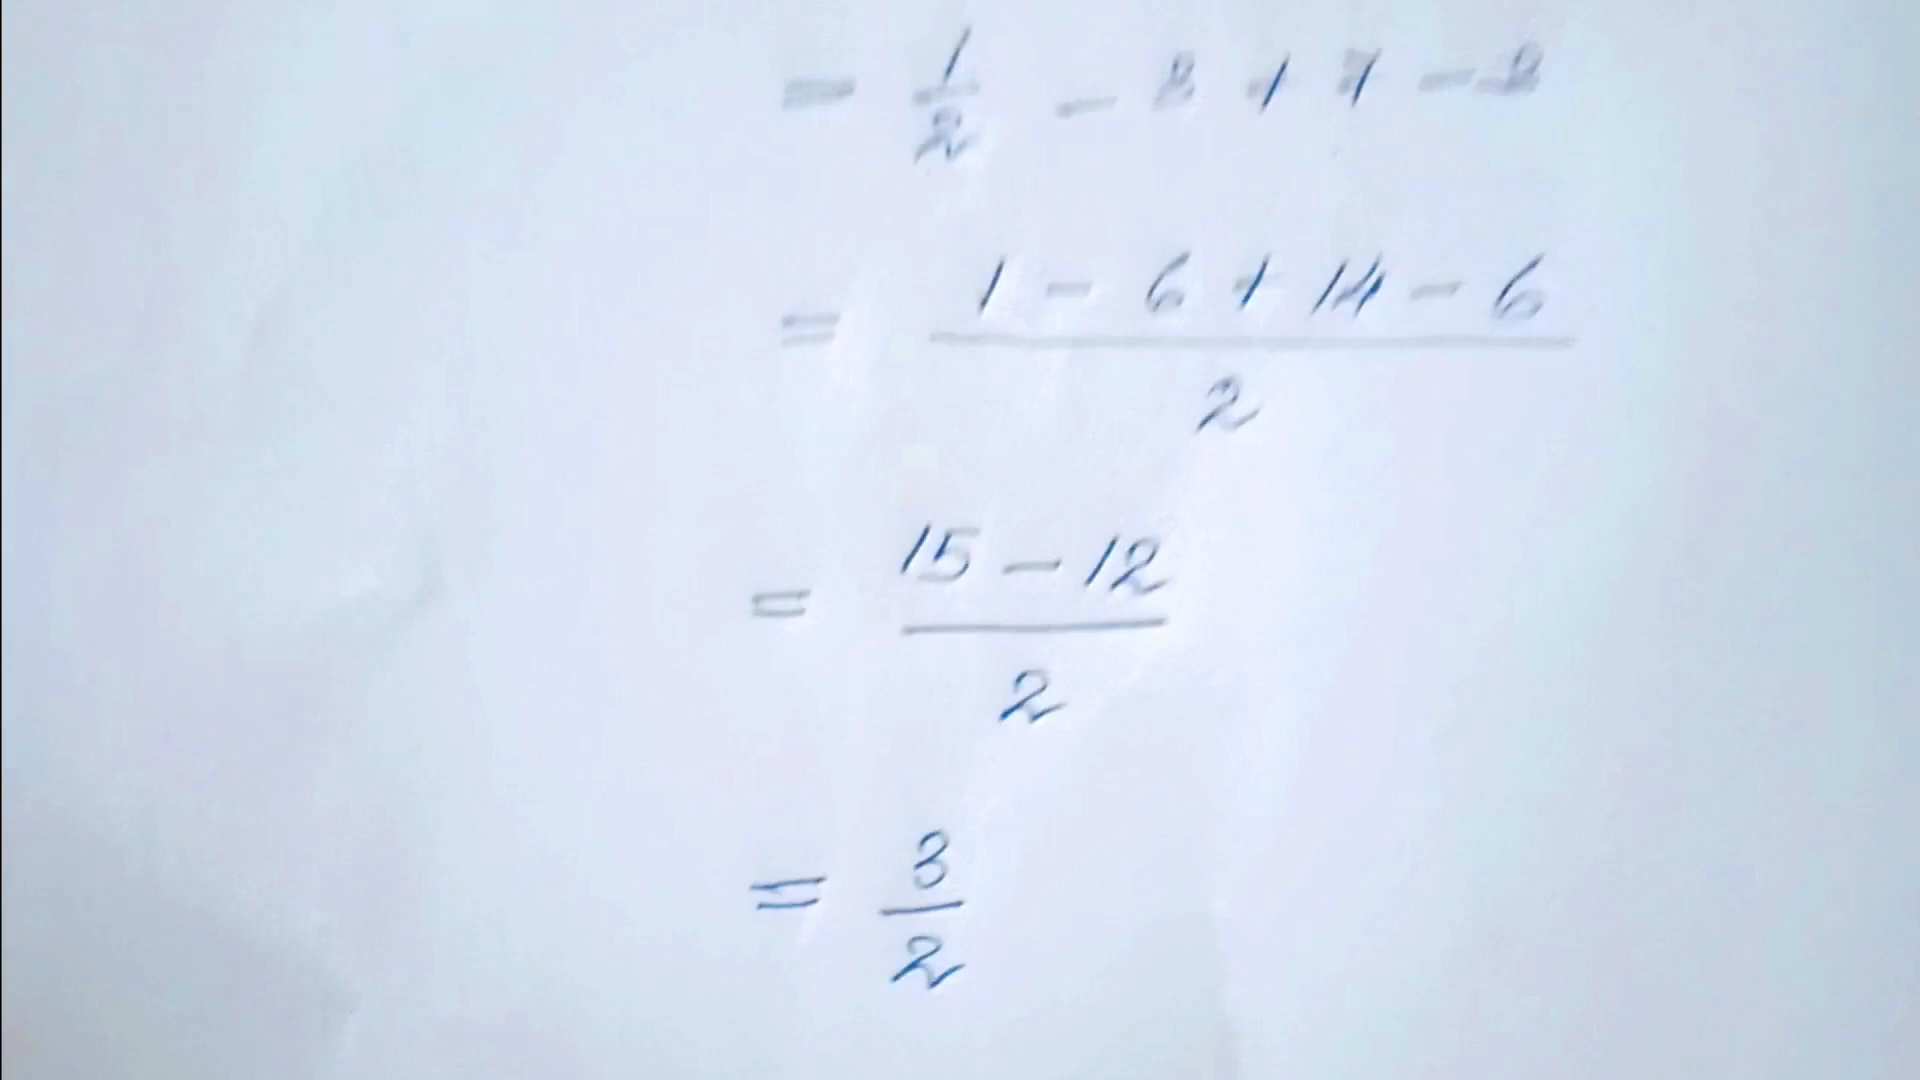 = 1/2 - 3 + 7 - 3
= (1 - 6 + 14 - 6)/2
= (15 - 12)/2
= 3/2